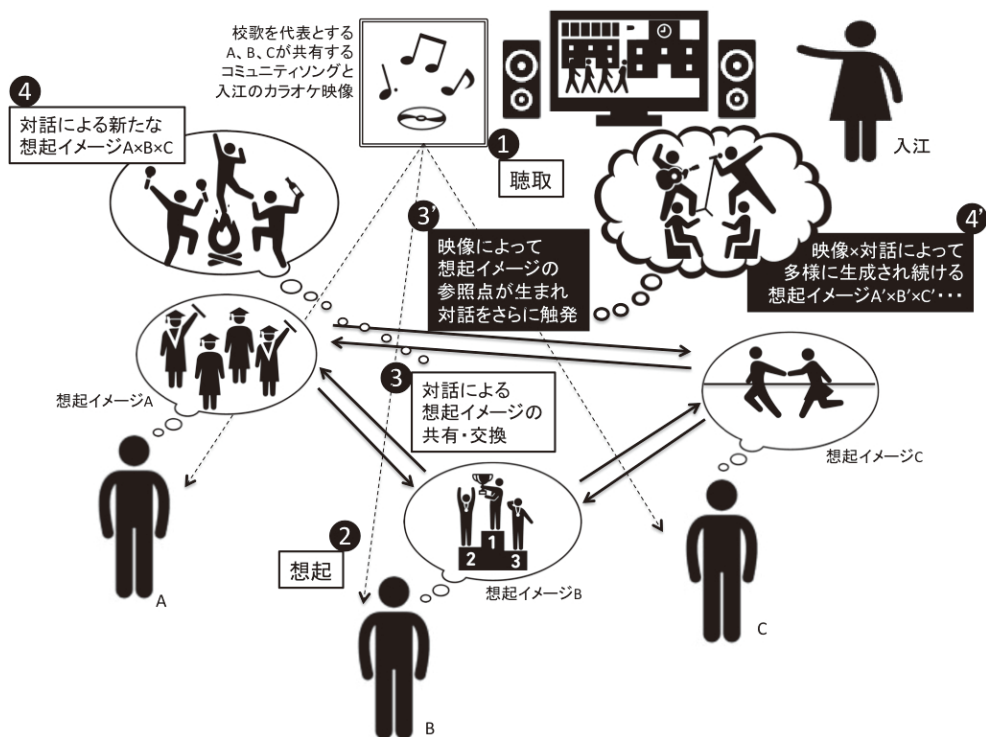 校歌を代表とする
A、B、Cが共有する
コミュニティソングと
入江のカラオケ映像
入江
1
聴取
4
対話による新たな
想起イメージA×B×C
3'
映像によって
想起イメージの
参照点が生まれ
対話をさらに触発
4'
映像×対話によって
多様に生成され続ける
想起イメージA'×B'×C'・・・
想起イメージA
3
対話による
想起イメージの
共有・交換
想起イメージC
2
想起
1
2
3
想起イメージB
A
B
C